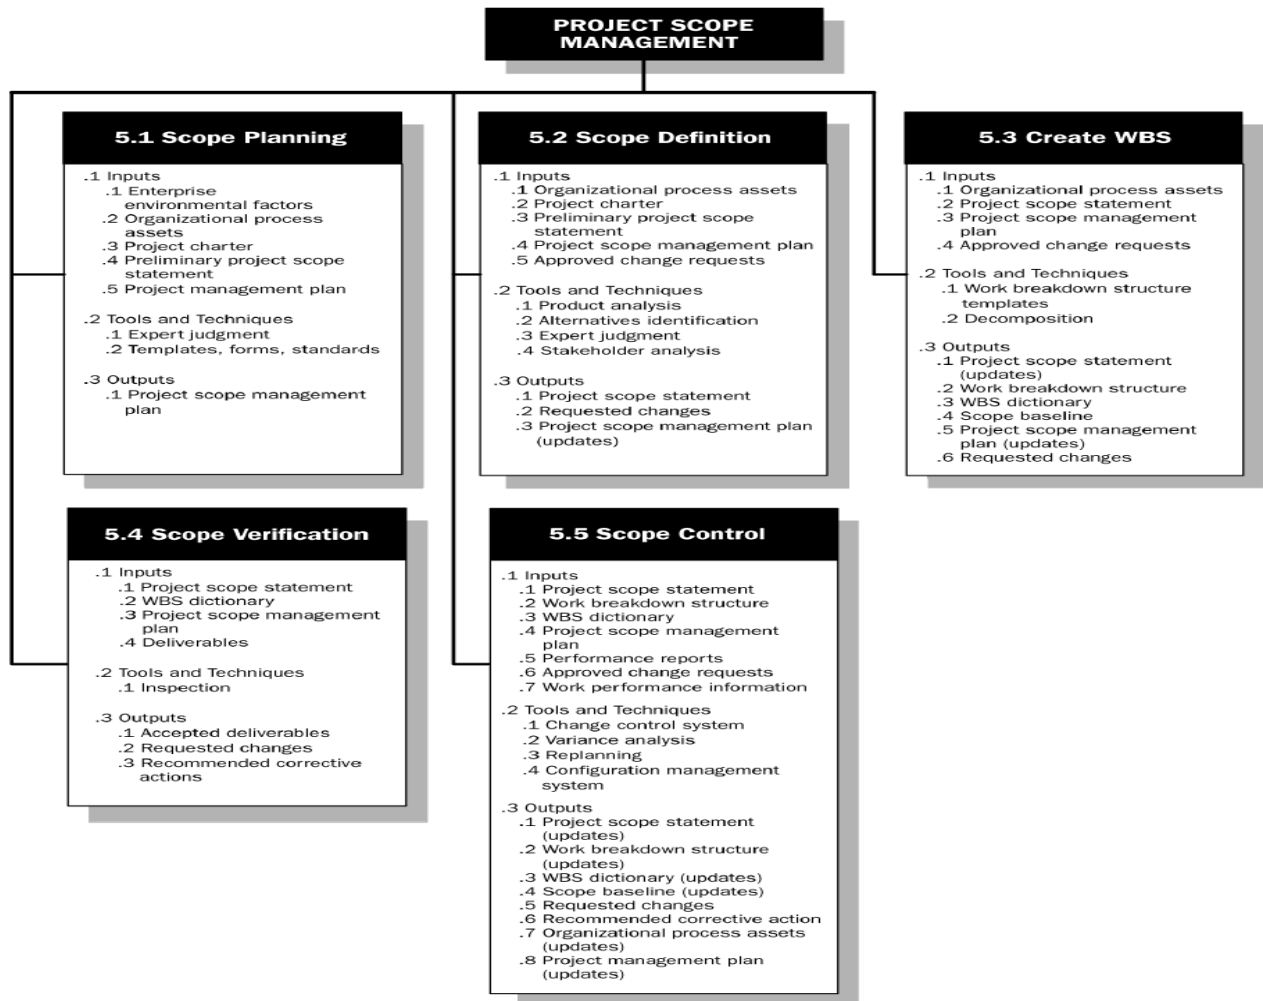 PROJECT SCOPE
MANAGEMENT
5.1 Scope Planning
.1 Inputs
.1 Enterprise
environmental factors
.2 Organizational process
assets
.3 Project charter
.4 Preliminary project scope
statement
.5 Project management plan
.2 Tools and Techniques
.1 Expert judgment
.2 Templates, forms, standards
.3 Outputs
.1 Project scope management
plan
5.2 Scope Definition
.1 Inputs
.1 Organizational process assets
.2 Project charter
.3 Preliminary project scope
statement
.4 Project scope management plan
.5 Approved change requests
.2 Tools and Techniques
.1 Product analysis
.2 Alternatives identification
.3 Expert judgment
.4 Stakeholder analysis
.3 Outputs
.1 Project scope statement
.2 Requested changes
.3 Project scope management plan
(updates)
5.3 Create WBS
.1 Inputs
.1 Organizational process assets
.2 Project scope statement
.3 Project scope management
plan
.4 Approved change requests
.2 Tools and Techniques
.1 Work breakdown structure
templates
.2 Decomposition
.3 Outputs
.1 Project scope statement
(updates)
.2 Work breakdown structure
.3 WBS dictionary
.4 Scope baseline
.5 Project scope management
plan (updates)
.6 Requested changes
5.4 Scope Verification
.1 Inputs
.1 Project scope statement
.2 WBS dictionary
.3 Project scope management
plan
.4 Deliverables
.2 Tools and Techniques
.1 Inspection
.3 Outputs
.1 Accepted deliverables
.2 Requested changes
.3 Recommended corrective
actions
5.5 Scope Control
.1 Inputs
.1 Project scope statement
.2 Work breakdown structure
.3 WBS dictionary
.4 Project scope management
plan
.5 Performance reports
.6 Approved change requests
.7 Work performance information
.2 Tools and Techniques
.1 Change control system
.2 Variance analysis
.3 Replanning
.4 Configuration management
system
.3 Outputs
.1 Project scope statement
(updates)
.2 Work breakdown structure
(updates)
.3 WBS dictionary (updates)
.4 Scope baseline (updates)
.5 Requested changes
.6 Recommended corrective action
.7 Organizational process assets
(updates)
.8 Project management plan
(updates)